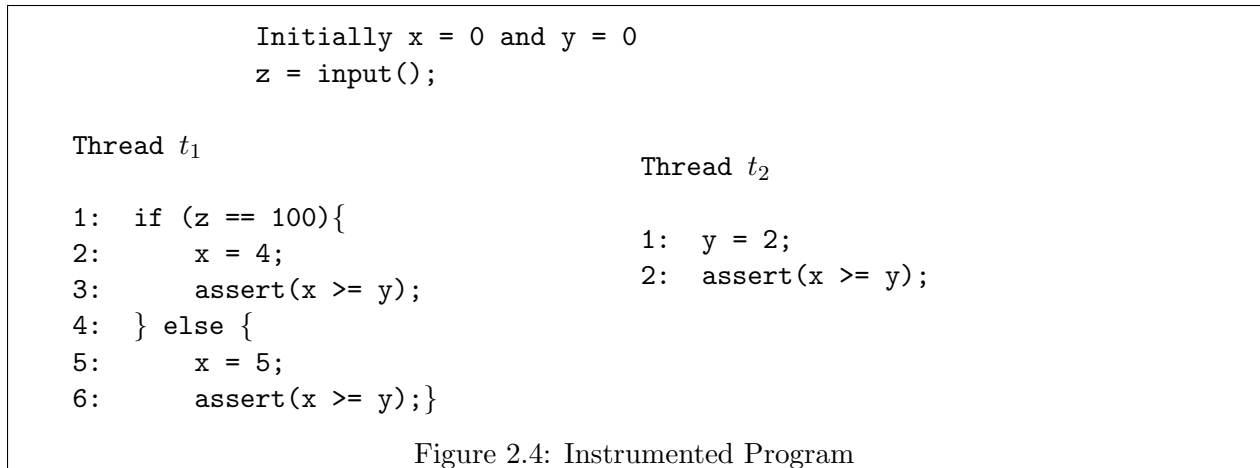 Initially x = 0 and y = 0
z = input();
Thread t₁
1: if (z == 100){
2: x = 4;
3: assert(x >= y);
4: } else {
5: x = 5;
6: assert(x >= y);}
Thread t₂
1: y = 2;
2: assert(x >= y);
Figure 2.4: Instrumented Program